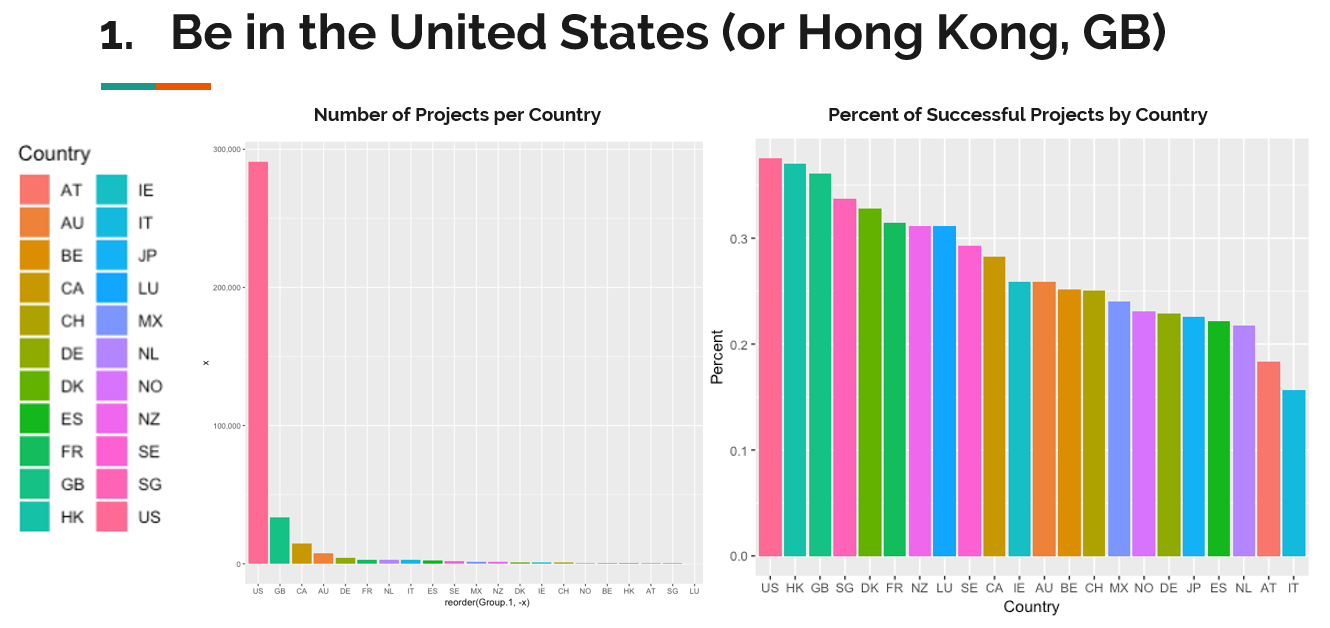 1. Be in the United States (or Hong Kong, GB)
Number of Projects per Country
Percent of Successful Projects by Country
Country
AT IE
AU IT
BE JP
CA LU
CH MX
DE NL
DK NO
ES NZ
FR SE
GB SG
HK US
300,000
200,000
100,000
0
x
US GB CA AU DE FR NL IT ES SE MX NZ DK IE CH NO BE HK AT SG LU
reorder(Group.1, -x)
Percent
0.3
0.2
0.1
0.0
US HK GB SG DK FR NZ LU SE CA IE AU BE CH MX NO DE JP ES NL AT IT
Country